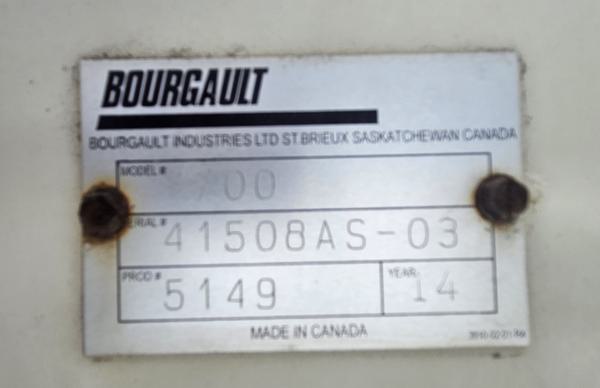 BOURGAULT
BOURGAULT INDUSTRIES LTD ST.BRIEUX SASKATCHEWAN CANADA
MODEL #
SERIAL # 41508AS-03
PROD # 5149 YEAR 14
MADE IN CANADA